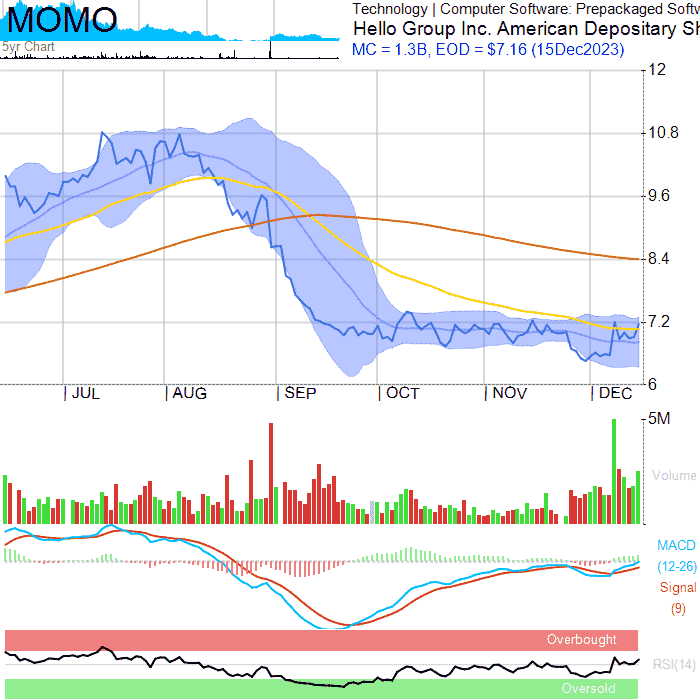 MOMO
5yr Chart
Technology | Computer Software: Prepackaged Softw
Hello Group Inc. American Depositary Sh
MC = 1.3B, EOD = $7.16 (15Dec2023)
12
10.8
9.6
8.4
7.2
6
JUL AUG SEP OCT NOV DEC
5M
Volume
MACD
(12-26)
Signal
(9)
Overbought
RSI(14)
Oversold